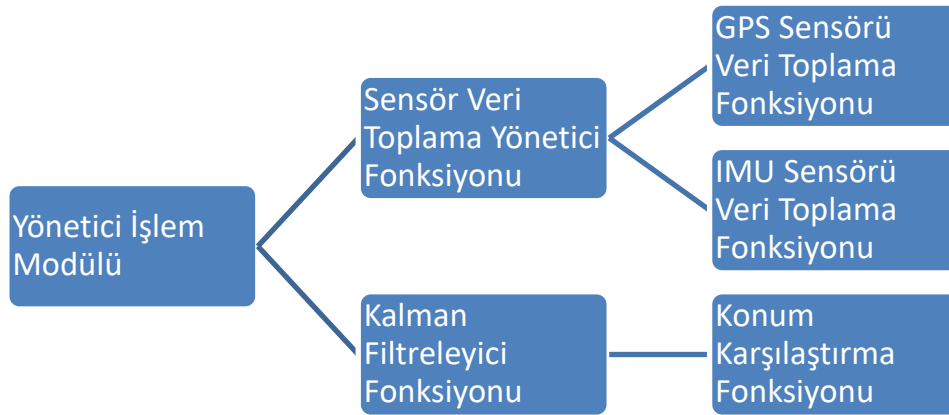 Yönetici İşlem
Modülü
Sensör Veri
Toplama Yönetici
Fonksiyonu
GPS Sensörü
Veri Toplama
Fonksiyonu
IMU Sensörü
Veri Toplama
Fonksiyonu
Kalman
Filtreleyici
Fonksiyonu
Konum
Karşılaştırma
Fonksiyonu